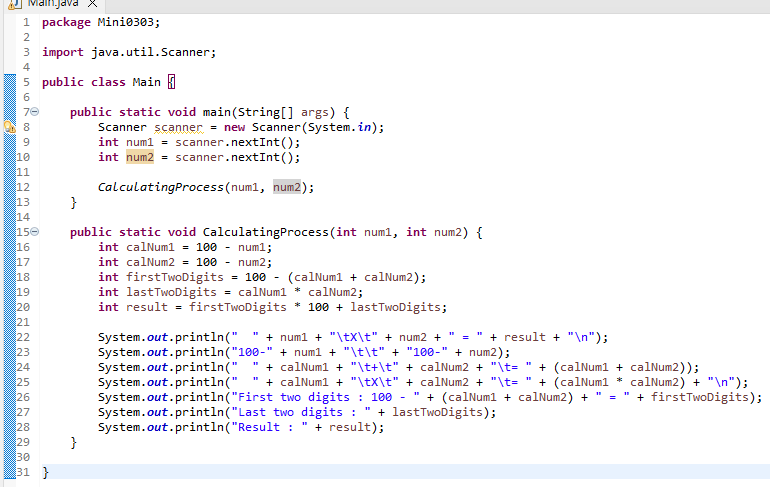 Main.java
1 package Mini0303;
2
3 import java.util.Scanner;
4
5 public class Main {
6
7 public static void main(String[] args) {
8 Scanner scanner = new Scanner(System.in);
9 int num1 = scanner.nextInt();
10 int num2 = scanner.nextInt();
11
12 CalculatingProcess(num1, num2);
13 }
14
15 public static void CalculatingProcess(int num1, int num2) {
16 int calNum1 = 100 - num1;
17 int calNum2 = 100 - num2;
18 int firstTwoDigits = 100 - (calNum1 + calNum2);
19 int lastTwoDigits = calNum1 * calNum2;
20 int result = firstTwoDigits * 100 + lastTwoDigits;
21
22 System.out.println("  " + num1 + "\tX\t" + num2 + " = " + result + "\n");
23 System.out.println("100-" + num1 + "\t\t" + "100-" + num2);
24 System.out.println("  " + calNum1 + "\t+\t" + calNum2 + "\t= " + (calNum1 + calNum2));
25 System.out.println("  " + calNum1 + "\tX\t" + calNum2 + "\t= " + (calNum1 * calNum2) + "\n");
26 System.out.println("First two digits : 100 - " + (calNum1 + calNum2) + " = " + firstTwoDigits);
27 System.out.println("Last two digits : " + lastTwoDigits);
28 System.out.println("Result : " + result);
29 }
30
31 }